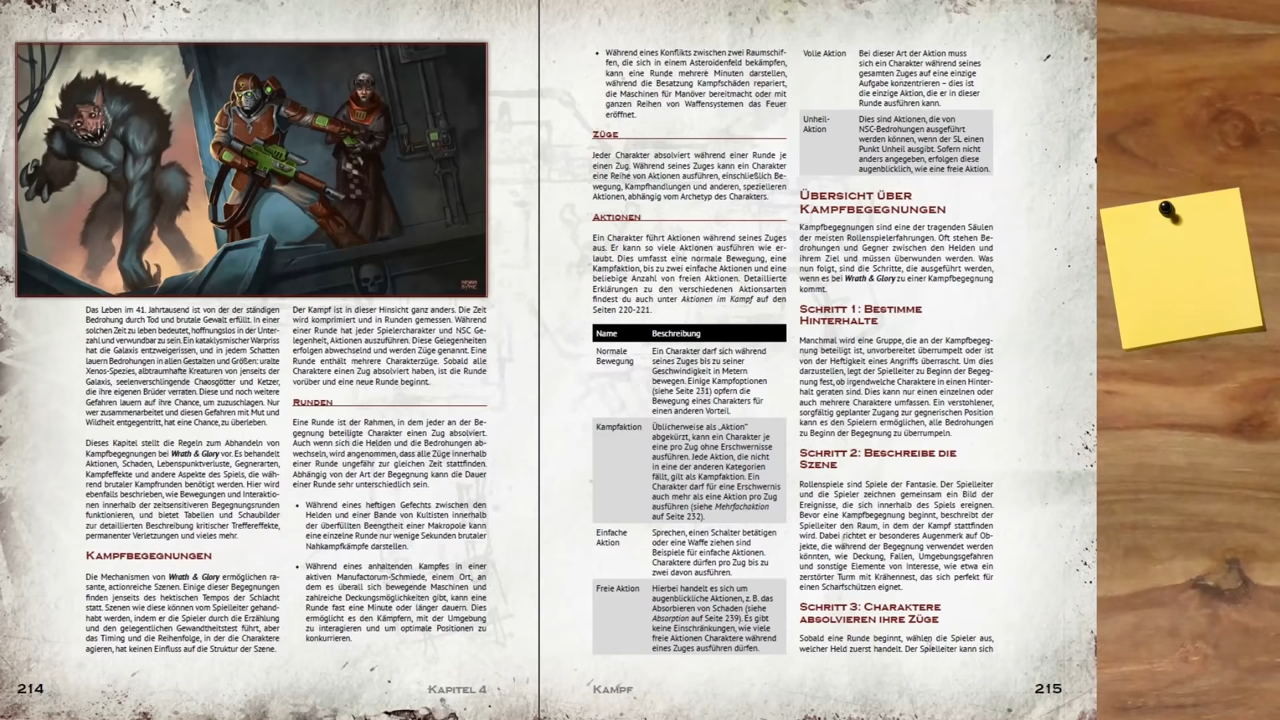 Das Leben im 41. Jahrtausend ist von der der ständigen
Bedrohung durch Tod und brutale Gewalt erfüllt. In einer
solchen Zeit zu leben bedeutet, hoffnungslos in der Unter-
zahl und verwundbar zu sein. Ein kataklysmischer Warpriss
hat die Galaxis entzweigerissen, und in jedem Schatten
lauern Bedrohungen in allen Gestalten und Größen: uralte
Xenos-Spezies, albtraumhafte Kreaturen von jenseits der
Galaxis, seelenverschlingende Chaosgötter und Ketzer,
die ihre eigenen Brüder verraten. Diese und noch weitere
Gefahren lauern auf ihre Chance, um zuzuschlagen. Nur
wer zusammenarbeitet und diesen Gefahren mit Mut und
Wildheit entgegentritt, hat eine Chance, zu überleben.
Dieses Kapitel stellt die Regeln zum Abhandeln von
Kampfbegegnungen bei Wrath & Glory vor. Es behandelt
Aktionen, Schaden, Lebenspunktverluste, Gegnerarten,
Kampfeffekte und andere Aspekte des Spiels, die wäh-
rend brutaler Kampfrunden benötigt werden. Hier wird
ebenfalls beschrieben, wie Bewegungen und Interaktio-
nen innerhalb der zeitsensitiveren Begegnungsrunden
funktionieren, und bietet Tabellen und Schaubilder
zur detaillierten Beschreibung kritischer Treffereffekte,
permanenter Verletzungen und vieles mehr.
Kampfbegegnungen
Die Mechanismen von Wrath & Glory ermöglichen ra-
sante, actionreiche Szenen. Einige dieser Begegnungen
finden jenseits des hektischen Tempos der Schlacht
statt. Szenen wie diese können vom Spielleiter gehand-
habt werden, indem er die Spieler durch die Erzählung
und den gelegentlichen Gewandtheitstest führt, aber
das Timing und die Reihenfolge, in der die Charaktere
agieren, hat keinen Einfluss auf die Struktur der Szene.
Der Kampf ist in dieser Hinsicht ganz anders. Die Zeit
wird komprimiert und in Runden gemessen. Während
einer Runde hat jeder Spielercharakter und NSC Ge-
legenheit, Aktionen auszuführen. Diese Gelegenheiten
erfolgen abwechselnd und werden Züge genannt. Eine
Runde enthält mehrere Charakterzüge. Sobald alle
Charaktere einen Zug absolviert haben, ist die Runde
vorüber und eine neue Runde beginnt.
Runden
Eine Runde ist der Rahmen, in dem jeder an der Be-
gegnung beteiligte Charakter einen Zug absolviert.
Auch wenn sich die Helden und die Bedrohungen ab-
wechseln, wird angenommen, dass alle Züge innerhalb
einer Runde ungefähr zur gleichen Zeit stattfinden.
Abhängig von der Art der Begegnung kann die Dauer
einer Runde sehr unterschiedlich sein.
• Während eines heftigen Gefechts zwischen den
Helden und einer Bande von Kultisten innerhalb
der überfüllten Beengtheit einer Makropole kann
eine einzelne Runde nur wenige Sekunden brutaler
Nahkampfkämpfe darstellen.
• Während eines anhaltenden Kampfes in einer
aktiven Manufactorum-Schmiede, einem Ort, an
dem es überall sich bewegende Maschinen und
zahlreiche Deckungsmöglichkeiten gibt, kann eine
Runde fast eine Minute oder länger dauern. Dies
ermöglicht es den Kämpfern, mit der Umgebung
zu interagieren und um optimale Positionen zu
konkurrieren.
214
Kapitel 4
• Während eines Konflikts zwischen zwei Raumschif-
fen, die sich in einem Asteroidenfeld bekämpfen,
kann eine Runde mehrere Minuten darstellen,
während die Besatzung Kampfschäden repariert,
die Maschinen für Manöver bereitmacht oder mit
ganzen Reihen von Waffensystemen das Feuer
eröffnet.
Züge
Jeder Charakter absolviert während einer Runde je
einen Zug. Während seines Zuges kann ein Charakter
eine Reihe von Aktionen ausführen, einschließlich Be-
wegung, Kampfhandlungen und anderen, spezielleren
Aktionen, abhängig vom Archetyp des Charakters.
Aktionen
Ein Charakter führt Aktionen während seines Zuges
aus. Er kann so viele Aktionen ausführen wie er-
laubt. Dies umfasst eine normale Bewegung, eine
Kampfaktion, bis zu zwei einfache Aktionen und eine
beliebige Anzahl von freien Aktionen. Detaillierte
Erklärungen zu den verschiedenen Aktionsarten
findest du auch unter Aktionen im Kampf auf den
Seiten 220-221.
Name Beschreibung
Normale Bewegung
Ein Charakter darf sich während
seines Zuges bis zu seiner
Geschwindigkeit in Metern
bewegen. Einige Kampfoptionen
(siehe Seite 231) opfern die
Bewegung eines Charakters für
einen anderen Vorteil.
Kampfaktion
Üblicherweise als „Aktion"
abgekürzt, kann ein Charakter je
eine pro Zug ohne Erschwernisse
ausführen. Jede Aktion, die nicht
in eine der anderen Kategorien
fällt, gilt als Kampfaktion. Ein
Charakter darf für eine Erschwernis
auch mehr als eine Aktion pro Zug
ausführen (siehe Mehrfachaktion
auf Seite 232).
Einfache Aktion
Sprechen, einen Schalter betätigen
oder eine Waffe ziehen sind
Beispiele für einfache Aktionen.
Charaktere dürfen pro Zug bis zu
zwei davon ausführen.
Freie Aktion
Hierbei handelt es sich um
augenblickliche Aktionen, z. B. das
Absorbieren von Schaden (siehe
Absorption auf Seite 239). Es gibt
keine Einschränkungen, wie viele
freie Aktionen Charaktere während
eines Zuges ausführen dürfen.
Volle Aktion
Bei dieser Art der Aktion muss
sich ein Charakter während seines
gesamten Zuges auf eine einzige
Aufgabe konzentrieren – dies ist
die einzige Aktion, die er in dieser
Runde ausführen kann.
Unheil-
Aktion
Dies sind Aktionen, die von
NSC-Bedrohungen ausgeführt
werden können, wenn der SL einen
Punkt Unheil ausgibt. Sofern nicht
anders angegeben, erfolgen diese
augenblicklich, wie eine freie Aktion.
Übersicht über
Kampfbegegnungen
Kampfbegegnungen sind eine der tragenden Säulen
der meisten Rollenspielerfahrungen. Oft stehen Be-
drohungen und Gegner zwischen den Helden und
ihrem Ziel und müssen überwunden werden. Was
nun folgt, sind die Schritte, die ausgeführt werden,
wenn es bei Wrath & Glory zu einer Kampfbegegnung
kommt.
Schritt 1: Bestimme
Hinterhalte
Manchmal wird eine Gruppe, die an der Kampfbegeg-
nung beteiligt ist, unvorbereitet überrumpelt oder ist
von der Heftigkeit eines Angriffs überrascht. Um dies
darzustellen, legt der Spielleiter zu Beginn der Begeg-
nung fest, ob irgendwelche Charaktere in einen Hinter-
halt geraten sind. Dies kann nur einen einzelnen oder
auch mehrere Charaktere umfassen. Ein verstohlener,
sorgfältig geplanter Zugang zur gegnerischen Position
kann es den Spielern ermöglichen, alle Bedrohungen
zu Beginn der Begegnung zu überrumpeln.
Schritt 2: Beschreibe die
Szene
Rollenspiele sind Spiele der Fantasie. Der Spielleiter
und die Spieler zeichnen gemeinsam ein Bild der
Ereignisse, die sich innerhalb des Spiels ereignen.
Bevor eine Kampfbegegnung beginnt, beschreibt der
Spielleiter den Raum, in dem der Kampf stattfinden
wird. Dabei richtet er besonderes Augenmerk auf Ob-
jekte, die während der Begegnung verwendet werden
könnten, wie Deckung, Fallen, Umgebungsgefahren
und sonstige Elemente von Interesse, wie etwa ein
zerstörter Turm mit Krähennest, das sich perfekt für
einen Scharfschützen eignet.
Schritt 3: Charaktere
absolvieren ihre Züge
Sobald eine Runde beginnt, wählen die Spieler aus,
welcher Held zuerst handelt. Der Spielleiter kann sich
Kampf
215